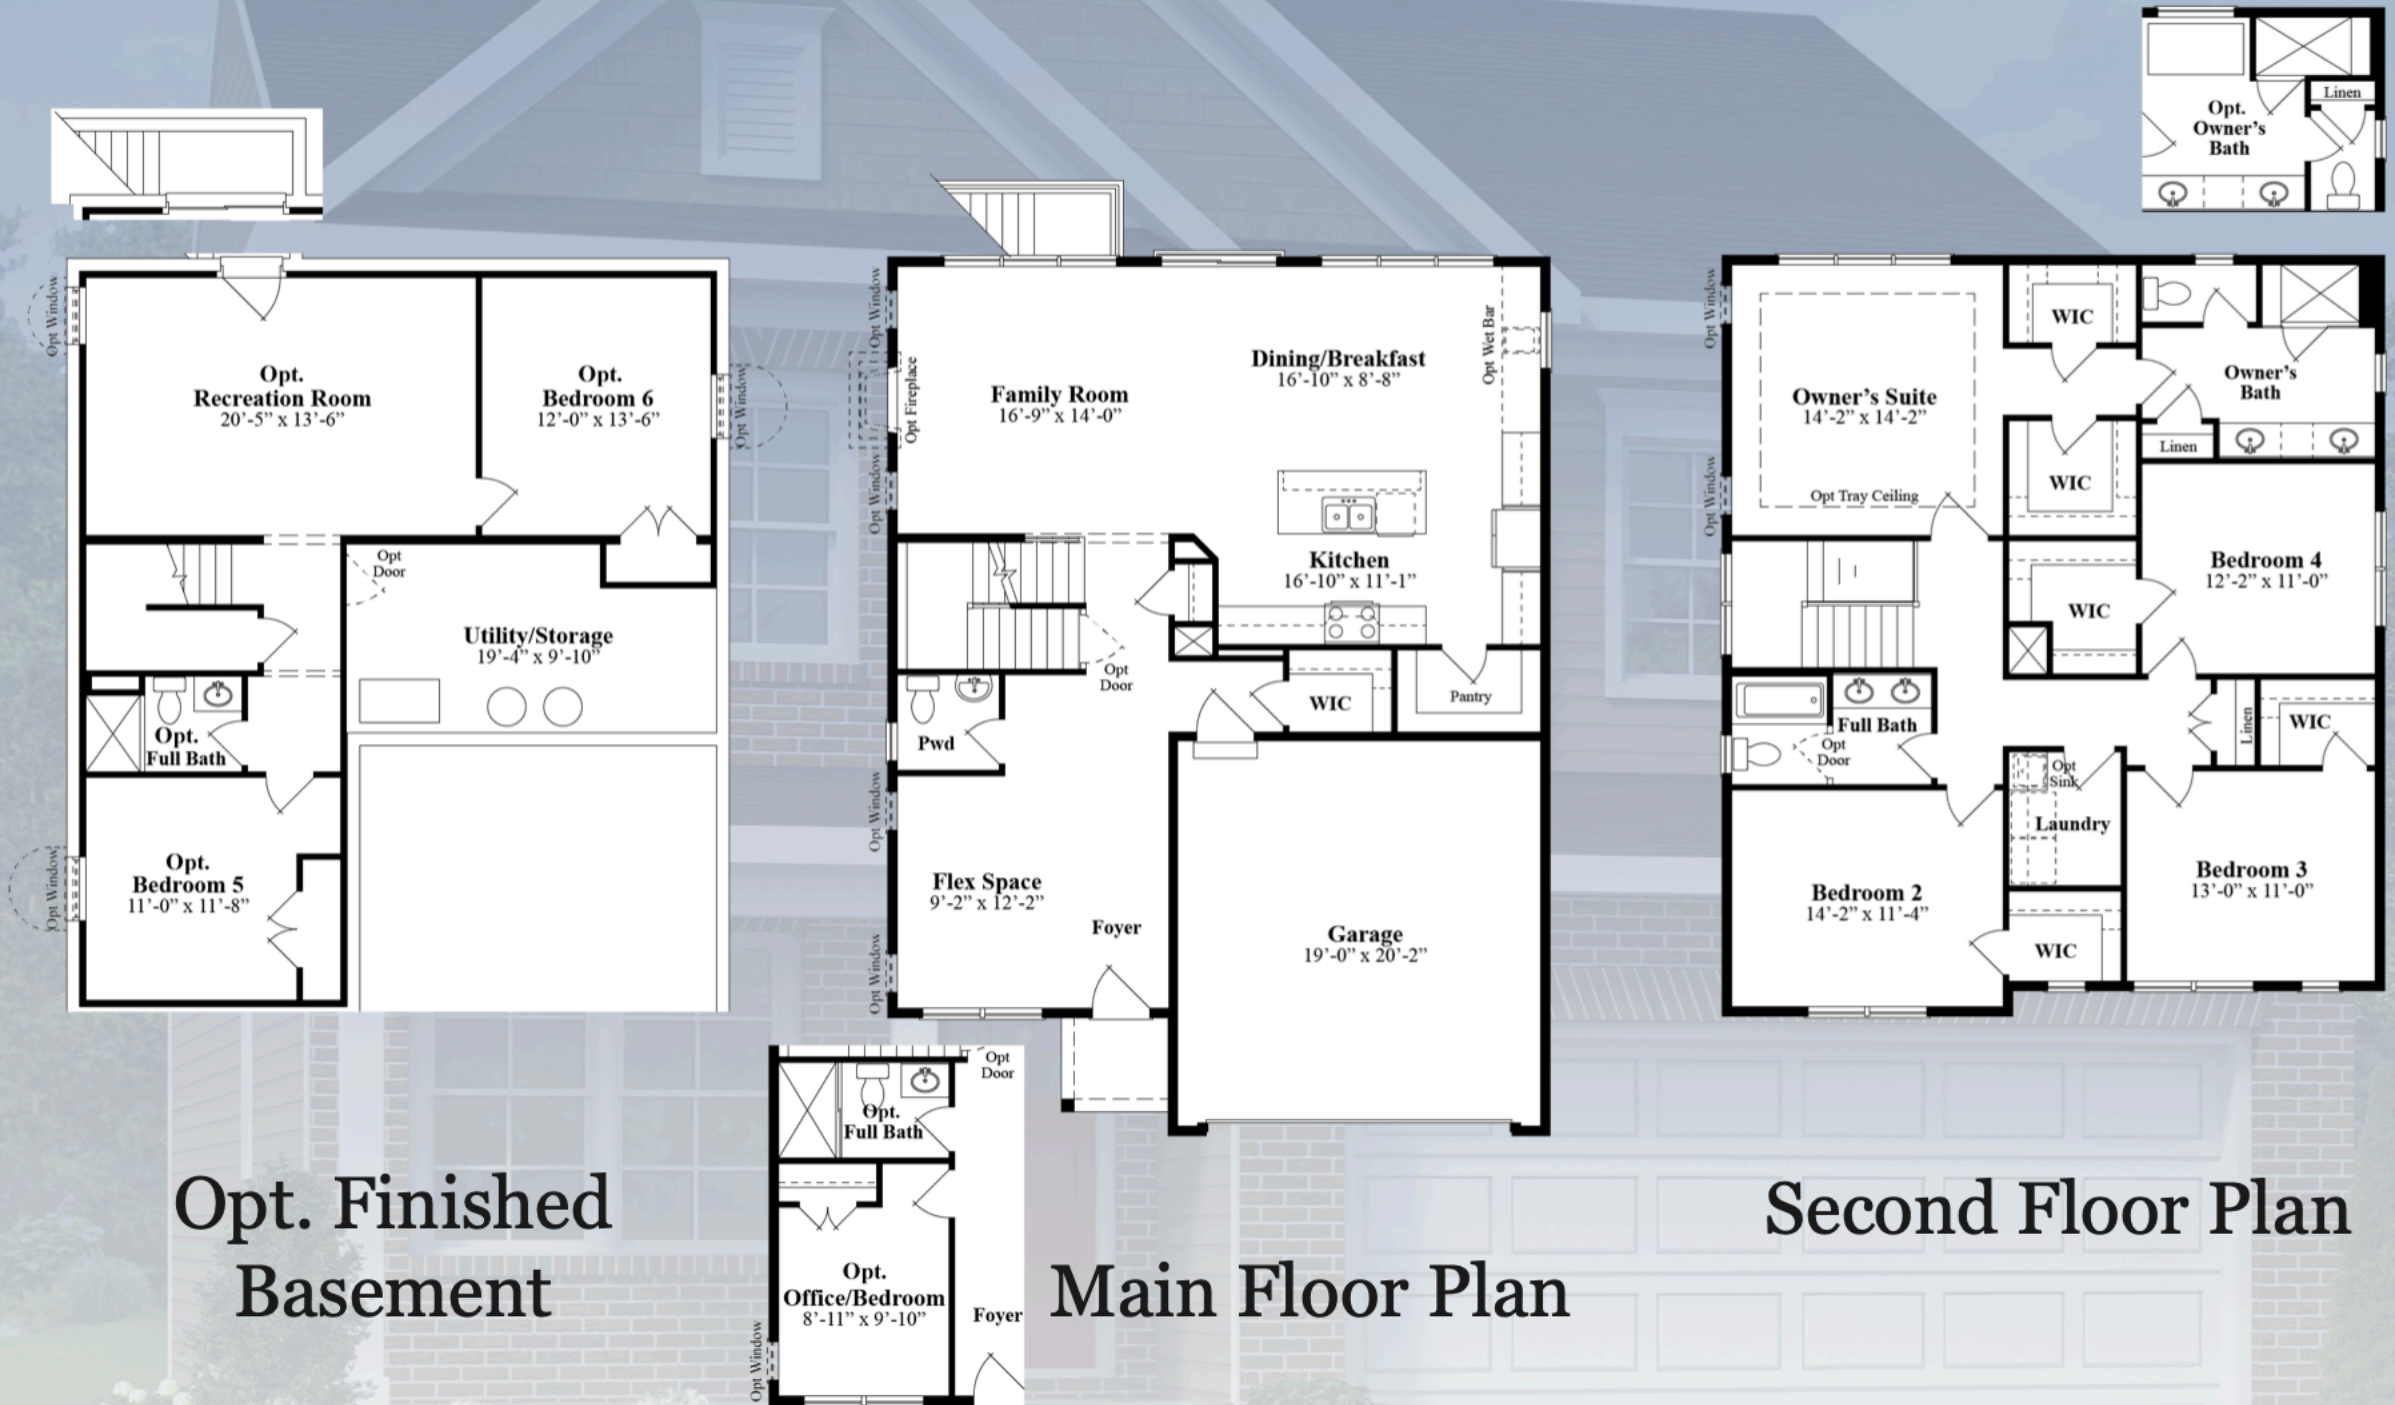 Opt.
Owner’s
Bath
Linen
Opt Window
Opt.
Recreation Room
20’-5” x 13’-6”
Opt.
Bedroom 6
12’-0” x 13’-6”
Opt Window
Opt
Door
Utility/Storage
19’-4” x 9’-10”
Opt.
Full Bath
Opt Window
Opt.
Bedroom 5
11’-0” x 11’-8”
Opt. Finished
Basement
Opt Window
Opt Fireplace
Opt Window
Family Room
16’-9” x 14’-0”
Dining/Breakfast
16’-10” x 8’-8”
Opt Wet Bar
Kitchen
16’-10” x 11’-1”
Opt
Door
WIC
Pantry
Pwd
Opt Window
Flex Space
9’-2” x 12’-2”
Foyer
Opt Window
Garage
19’-0” x 20’-2”
Opt
Door
Opt.
Full Bath
Opt.
Office/Bedroom
8’-11” x 9’-10”
Foyer
Opt Window
Main Floor Plan
Opt Window
Opt Window
Owner’s Suite
14’-2” x 14’-2”
Opt Tray Ceiling
WIC
Owner’s
Bath
Linen
WIC
Bedroom 4
12’-2” x 11’-0”
WIC
Full Bath
Opt
Door
Linen
WIC
Opt
Sink
Laundry
Bedroom 2
14’-2” x 11’-4”
Bedroom 3
13’-0” x 11’-0”
WIC
Second Floor Plan